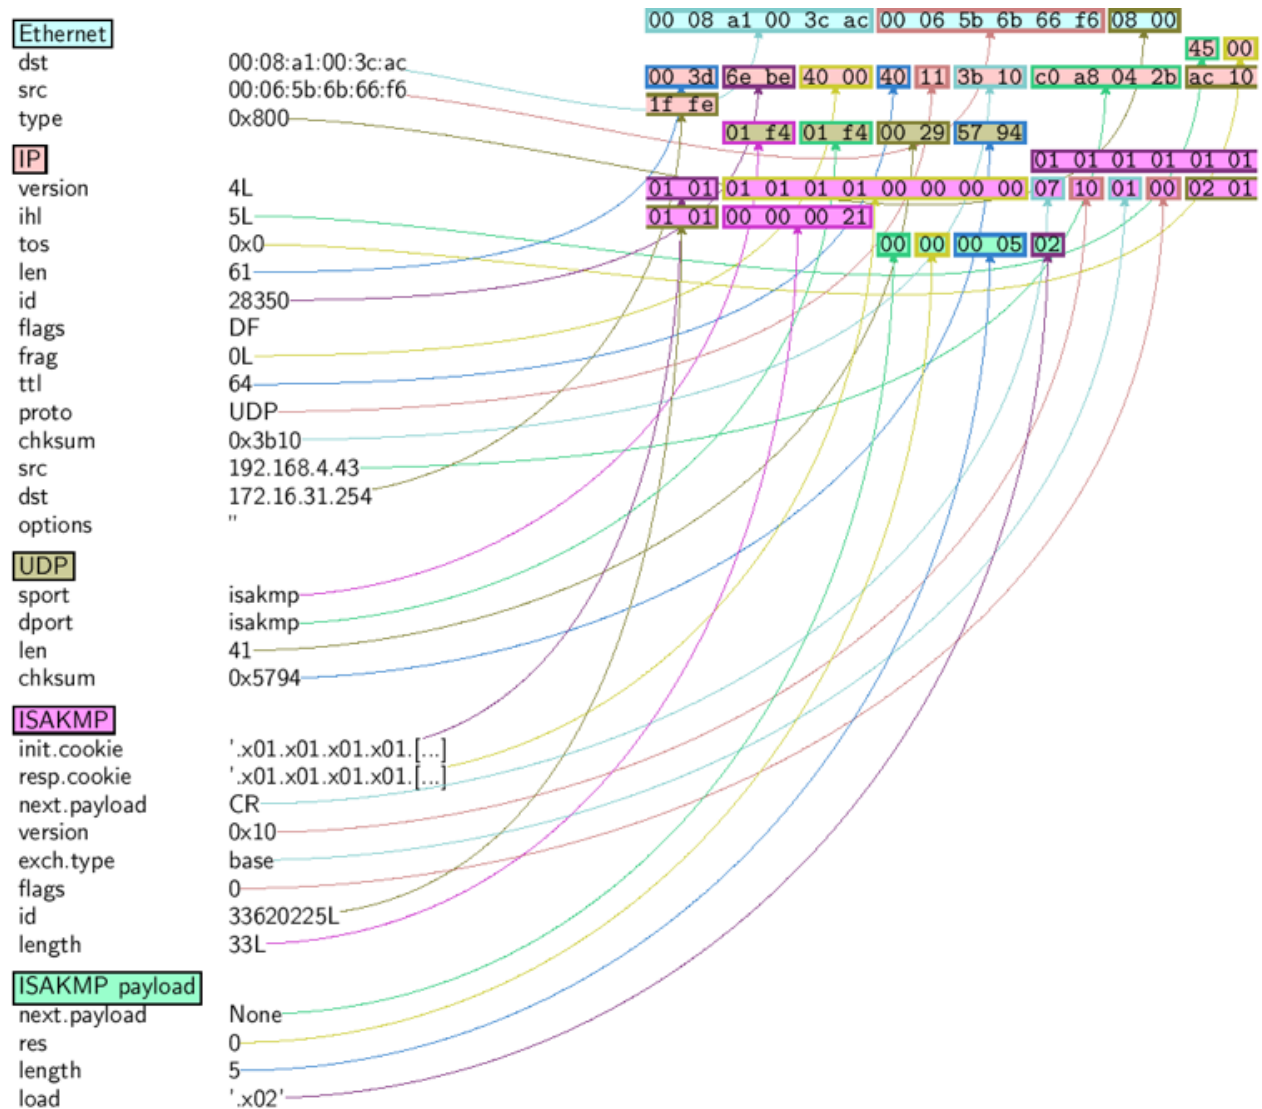 Ethernet 00 08 a1 00 3c ac 00 06 5b 6b 66 f6 08 00
45 00
dst 00:08:a1:00:3c:ac
00 3d 6e be 40 00 40 11 3b 10 c0 a8 04 2b ac 10
src 00:06:5b:6b:66:f6
1f fe
type 0x800
01 f4 01 f4 00 29 57 94
IP 01 01 01 01 01 01
version 4L 01 01 01 01 01 01 00 00 00 00 07 10 01 00 02 01
ihl 5L 01 01 00 00 00 21
tos 0x0 00 00 00 05 02
len 61
id 28350
flags DF
frag 0L
ttl 64
proto UDP
chksum 0x3b10
src 192.168.4.43
dst 172.16.31.254
options ''
UDP
sport isakmp
dport isakmp
len 41
chksum 0x5794
ISAKMP
init.cookie '.x01.x01.x01.x01.[...]
resp.cookie '.x01.x01.x01.x01.[...]
next.payload CR
version 0x10
exch.type base
flags 0
id 33620225L
length 33L
ISAKMP payload
next.payload None
res 0
length 5
load '.x02'